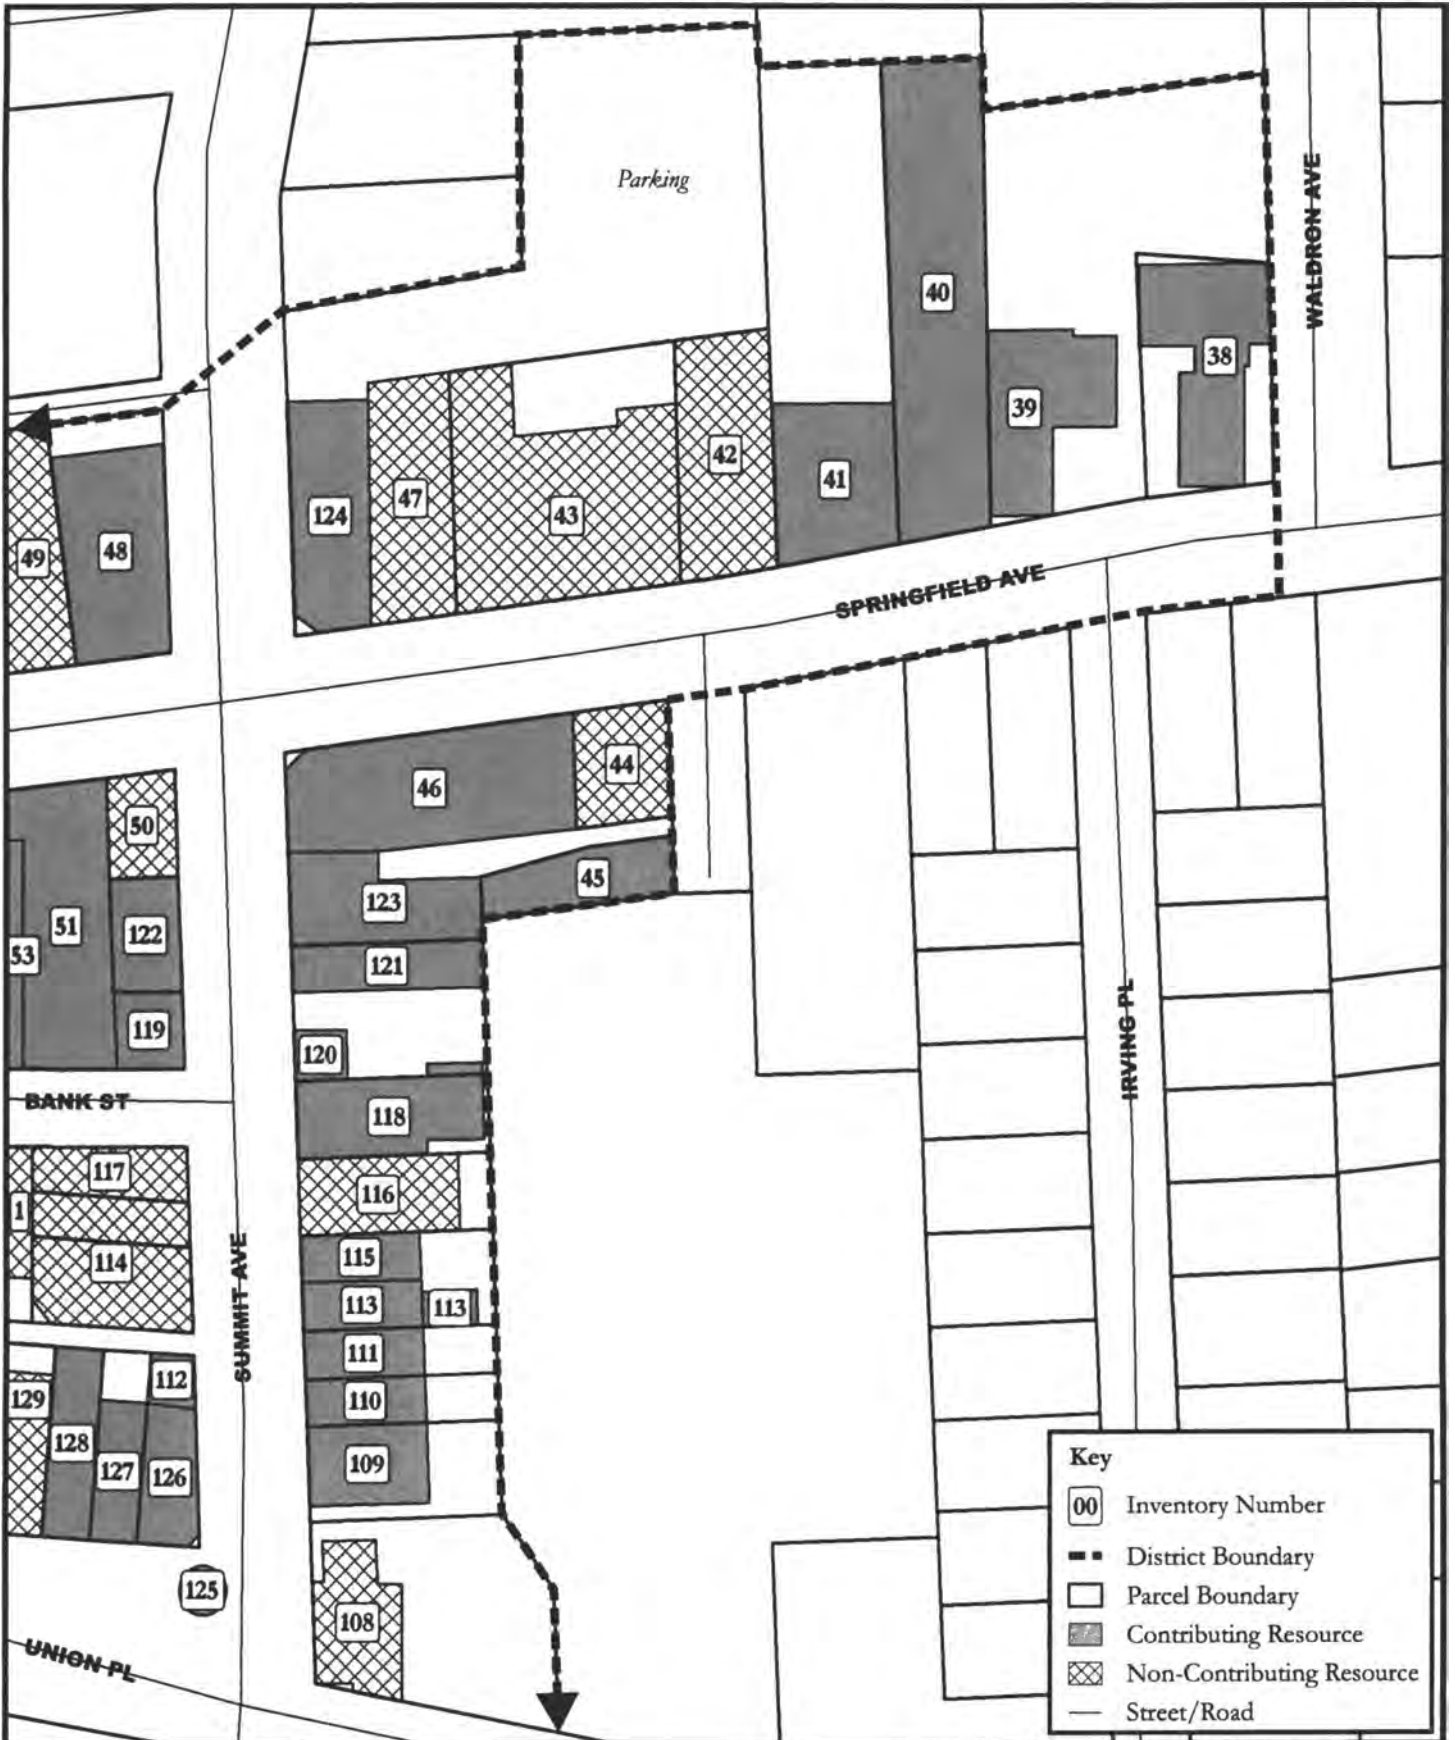 Parking
WALDRON AVE
40
38
39
42
41
47
124
43
49
48
SPRINGFIELD AVE
44
46
50
45
123
51
122
53
121
119
120
BANK ST
118
117
116
1
115
114
113
113
IRVING PL
SUMMIT AVE
111
112
129
110
128
109
127
126
125
108
UNION PL
Key
00 Inventory Number
District Boundary
Parcel Boundary
Contributing Resource
Non-Contributing Resource
Street/Road